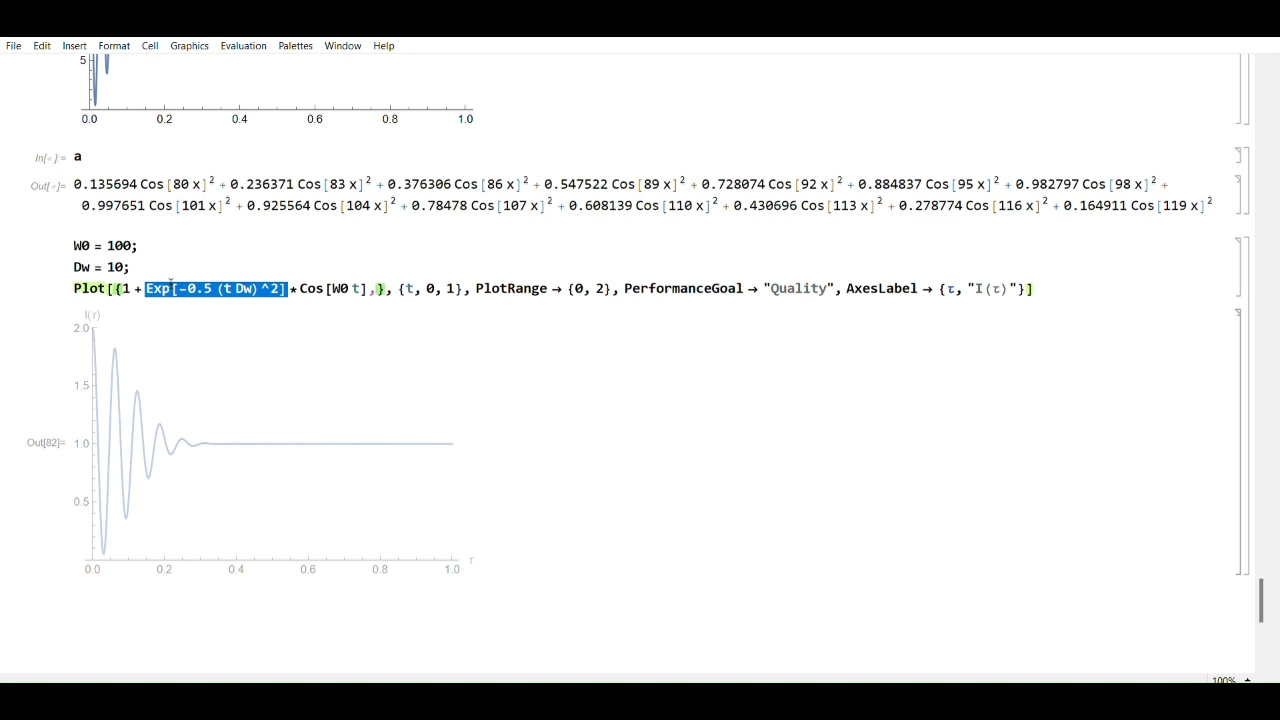 File Edit Insert Format Cell Graphics Evaluation Palettes Window Help
5
0.0 0.2 0.4 0.6 0.8 1.0
In[•]:= a
Out[•]= 0.135694 Cos[80 x]² + 0.236371 Cos[83 x]² + 0.376306 Cos[86 x]² + 0.547522 Cos[89 x]² + 0.728074 Cos[92 x]² + 0.884837 Cos[95 x]² + 0.982797 Cos[98 x]² +
0.997651 Cos[101 x]² + 0.925564 Cos[104 x]² + 0.78478 Cos[107 x]² + 0.608139 Cos[110 x]² + 0.430696 Cos[113 x]² + 0.278774 Cos[116 x]² + 0.164911 Cos[119 x]²
W0 = 100;
Dw = 10;
Plot[{1 + Exp[-0.5 (t Dw)^2] * Cos[W0 t],}, {t, 0, 1}, PlotRange → {0, 2}, PerformanceGoal → "Quality", AxesLabel → {τ, "I(τ)"}]
I(τ)
2.0
1.5
Out[82]= 1.0
0.5
τ
0.0 0.2 0.4 0.6 0.8 1.0
100%